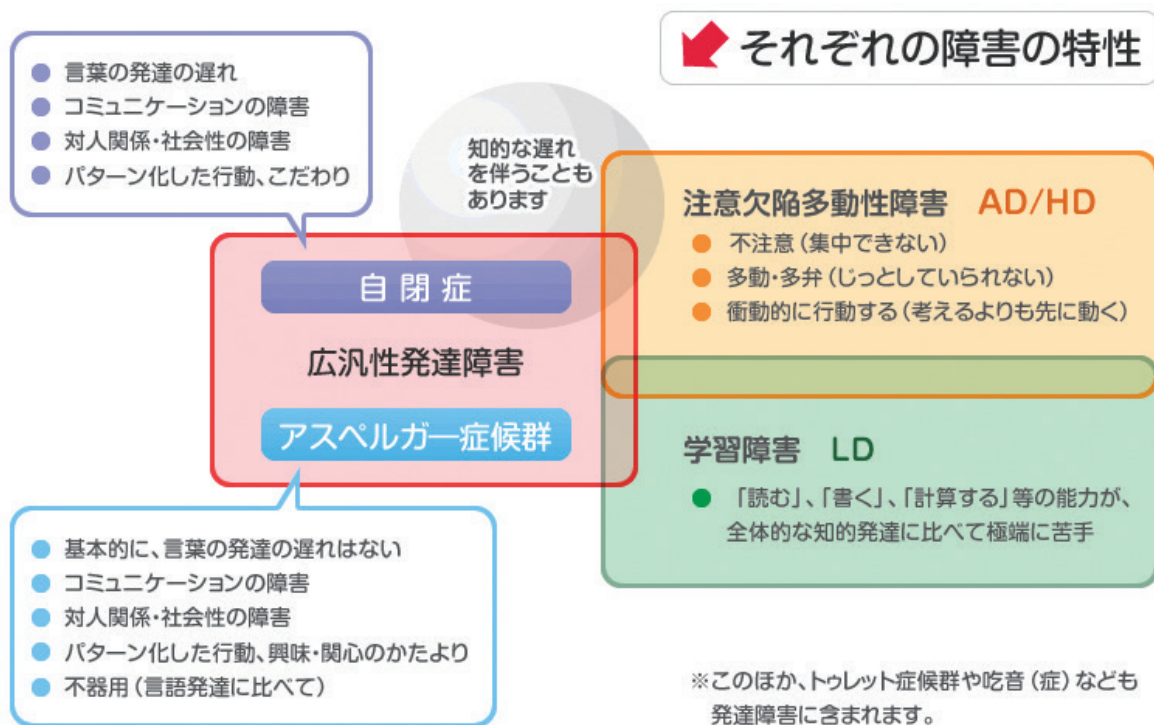 それぞれの障害の特性
● 言葉の発達の遅れ
● コミュニケーションの障害
● 対人関係・社会性の障害
● パターン化した行動、こだわり
知的な遅れ
を伴うことも
あります
自閉症
広汎性発達障害
アスペルガー症候群
● 基本的に、言葉の発達の遅れはない
● コミュニケーションの障害
● 対人関係・社会性の障害
● パターン化した行動、興味・関心のかたより
● 不器用（言語発達に比べて）
注意欠陥多動性障害 AD/HD
● 不注意（集中できない）
● 多動・多弁（じっとしていられない）
● 衝動的に行動する（考えるよりも先に動く）
学習障害 LD
● 「読む」、「書く」、「計算する」等の能力が、
全体的な知的発達に比べて極端に苦手
※このほか、トゥレット症候群や吃音（症）なども
発達障害に含まれます。